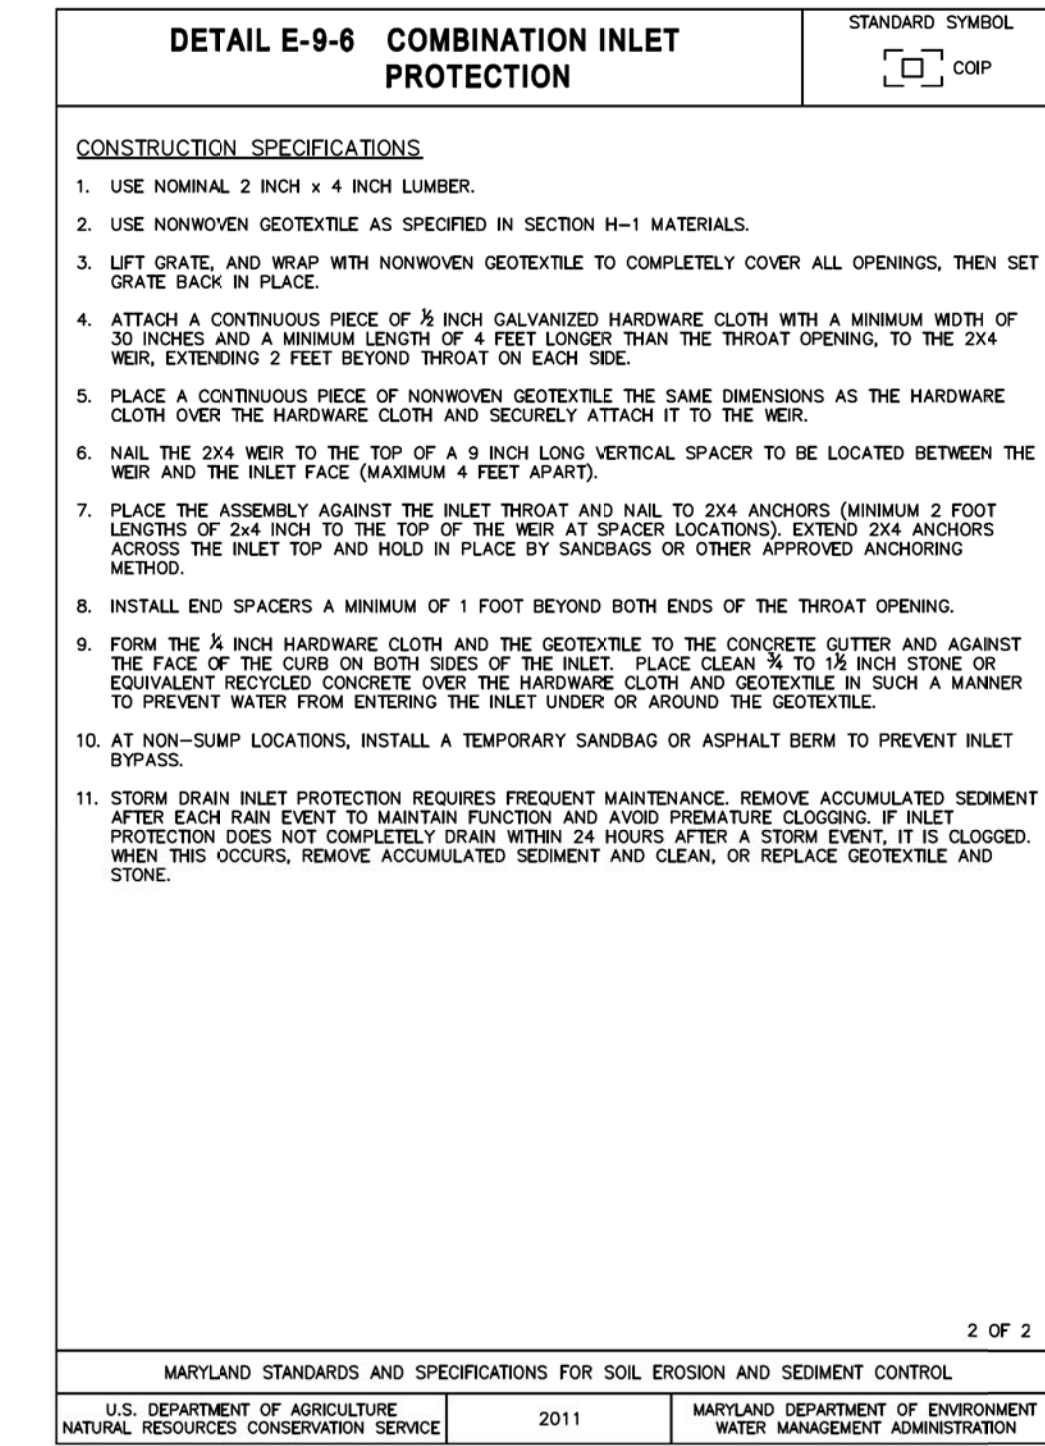 DETAIL E-9-6 COMBINATION INLET
PROTECTION
STANDARD SYMBOL
COIP
CONSTRUCTION SPECIFICATIONS
1. USE NOMINAL 2 INCH x 4 INCH LUMBER.
2. USE NONWOVEN GEOTEXTILE AS SPECIFIED IN SECTION H-1 MATERIALS.
3. LIFT GRATE, AND WRAP WITH NONWOVEN GEOTEXTILE TO COMPLETELY COVER ALL OPENINGS, THEN SET
GRATE BACK IN PLACE.
4. ATTACH A CONTINUOUS PIECE OF ½ INCH GALVANIZED HARDWARE CLOTH WITH A MINIMUM WIDTH OF
30 INCHES AND A MINIMUM LENGTH OF 4 FEET LONGER THAN THE THROAT OPENING, TO THE 2X4
WEIR, EXTENDING 2 FEET BEYOND THROAT ON EACH SIDE.
5. PLACE A CONTINUOUS PIECE OF NONWOVEN GEOTEXTILE THE SAME DIMENSIONS AS THE HARDWARE
CLOTH OVER THE HARDWARE CLOTH AND SECURELY ATTACH IT TO THE WEIR.
6. NAIL THE 2X4 WEIR TO THE TOP OF A 9 INCH LONG VERTICAL SPACER TO BE LOCATED BETWEEN THE
WEIR AND THE INLET FACE (MAXIMUM 4 FEET APART).
7. PLACE THE ASSEMBLY AGAINST THE INLET THROAT AND NAIL TO 2X4 ANCHORS (MINIMUM 2 FOOT
LENGTHS OF 2x4 INCH TO THE TOP OF THE WEIR AT SPACER LOCATIONS). EXTEND 2X4 ANCHORS
ACROSS THE INLET TOP AND HOLD IN PLACE BY SANDBAGS OR OTHER APPROVED ANCHORING
METHOD.
8. INSTALL END SPACERS A MINIMUM OF 1 FOOT BEYOND BOTH ENDS OF THE THROAT OPENING.
9. FORM THE ¼ INCH HARDWARE CLOTH AND THE GEOTEXTILE TO THE CONCRETE GUTTER AND AGAINST
THE FACE OF THE CURB ON BOTH SIDES OF THE INLET. PLACE CLEAN ¾ TO 1½ INCH STONE OR
EQUIVALENT RECYCLED CONCRETE OVER THE HARDWARE CLOTH AND GEOTEXTILE IN SUCH A MANNER
TO PREVENT WATER FROM ENTERING THE INLET UNDER OR AROUND THE GEOTEXTILE.
10. AT NON-SUMP LOCATIONS, INSTALL A TEMPORARY SANDBAG OR ASPHALT BERM TO PREVENT INLET
BYPASS.
11. STORM DRAIN INLET PROTECTION REQUIRES FREQUENT MAINTENANCE. REMOVE ACCUMULATED SEDIMENT
AFTER EACH RAIN EVENT TO MAINTAIN FUNCTION AND AVOID PREMATURE CLOGGING. IF INLET
PROTECTION DOES NOT COMPLETELY DRAIN WITHIN 24 HOURS AFTER A STORM EVENT, IT IS CLOGGED.
WHEN THIS OCCURS, REMOVE ACCUMULATED SEDIMENT AND CLEAN, OR REPLACE GEOTEXTILE AND
STONE.
2 OF 2
MARYLAND STANDARDS AND SPECIFICATIONS FOR SOIL EROSION AND SEDIMENT CONTROL
U.S. DEPARTMENT OF AGRICULTURE
NATURAL RESOURCES CONSERVATION SERVICE
2011
MARYLAND DEPARTMENT OF ENVIRONMENT
WATER MANAGEMENT ADMINISTRATION